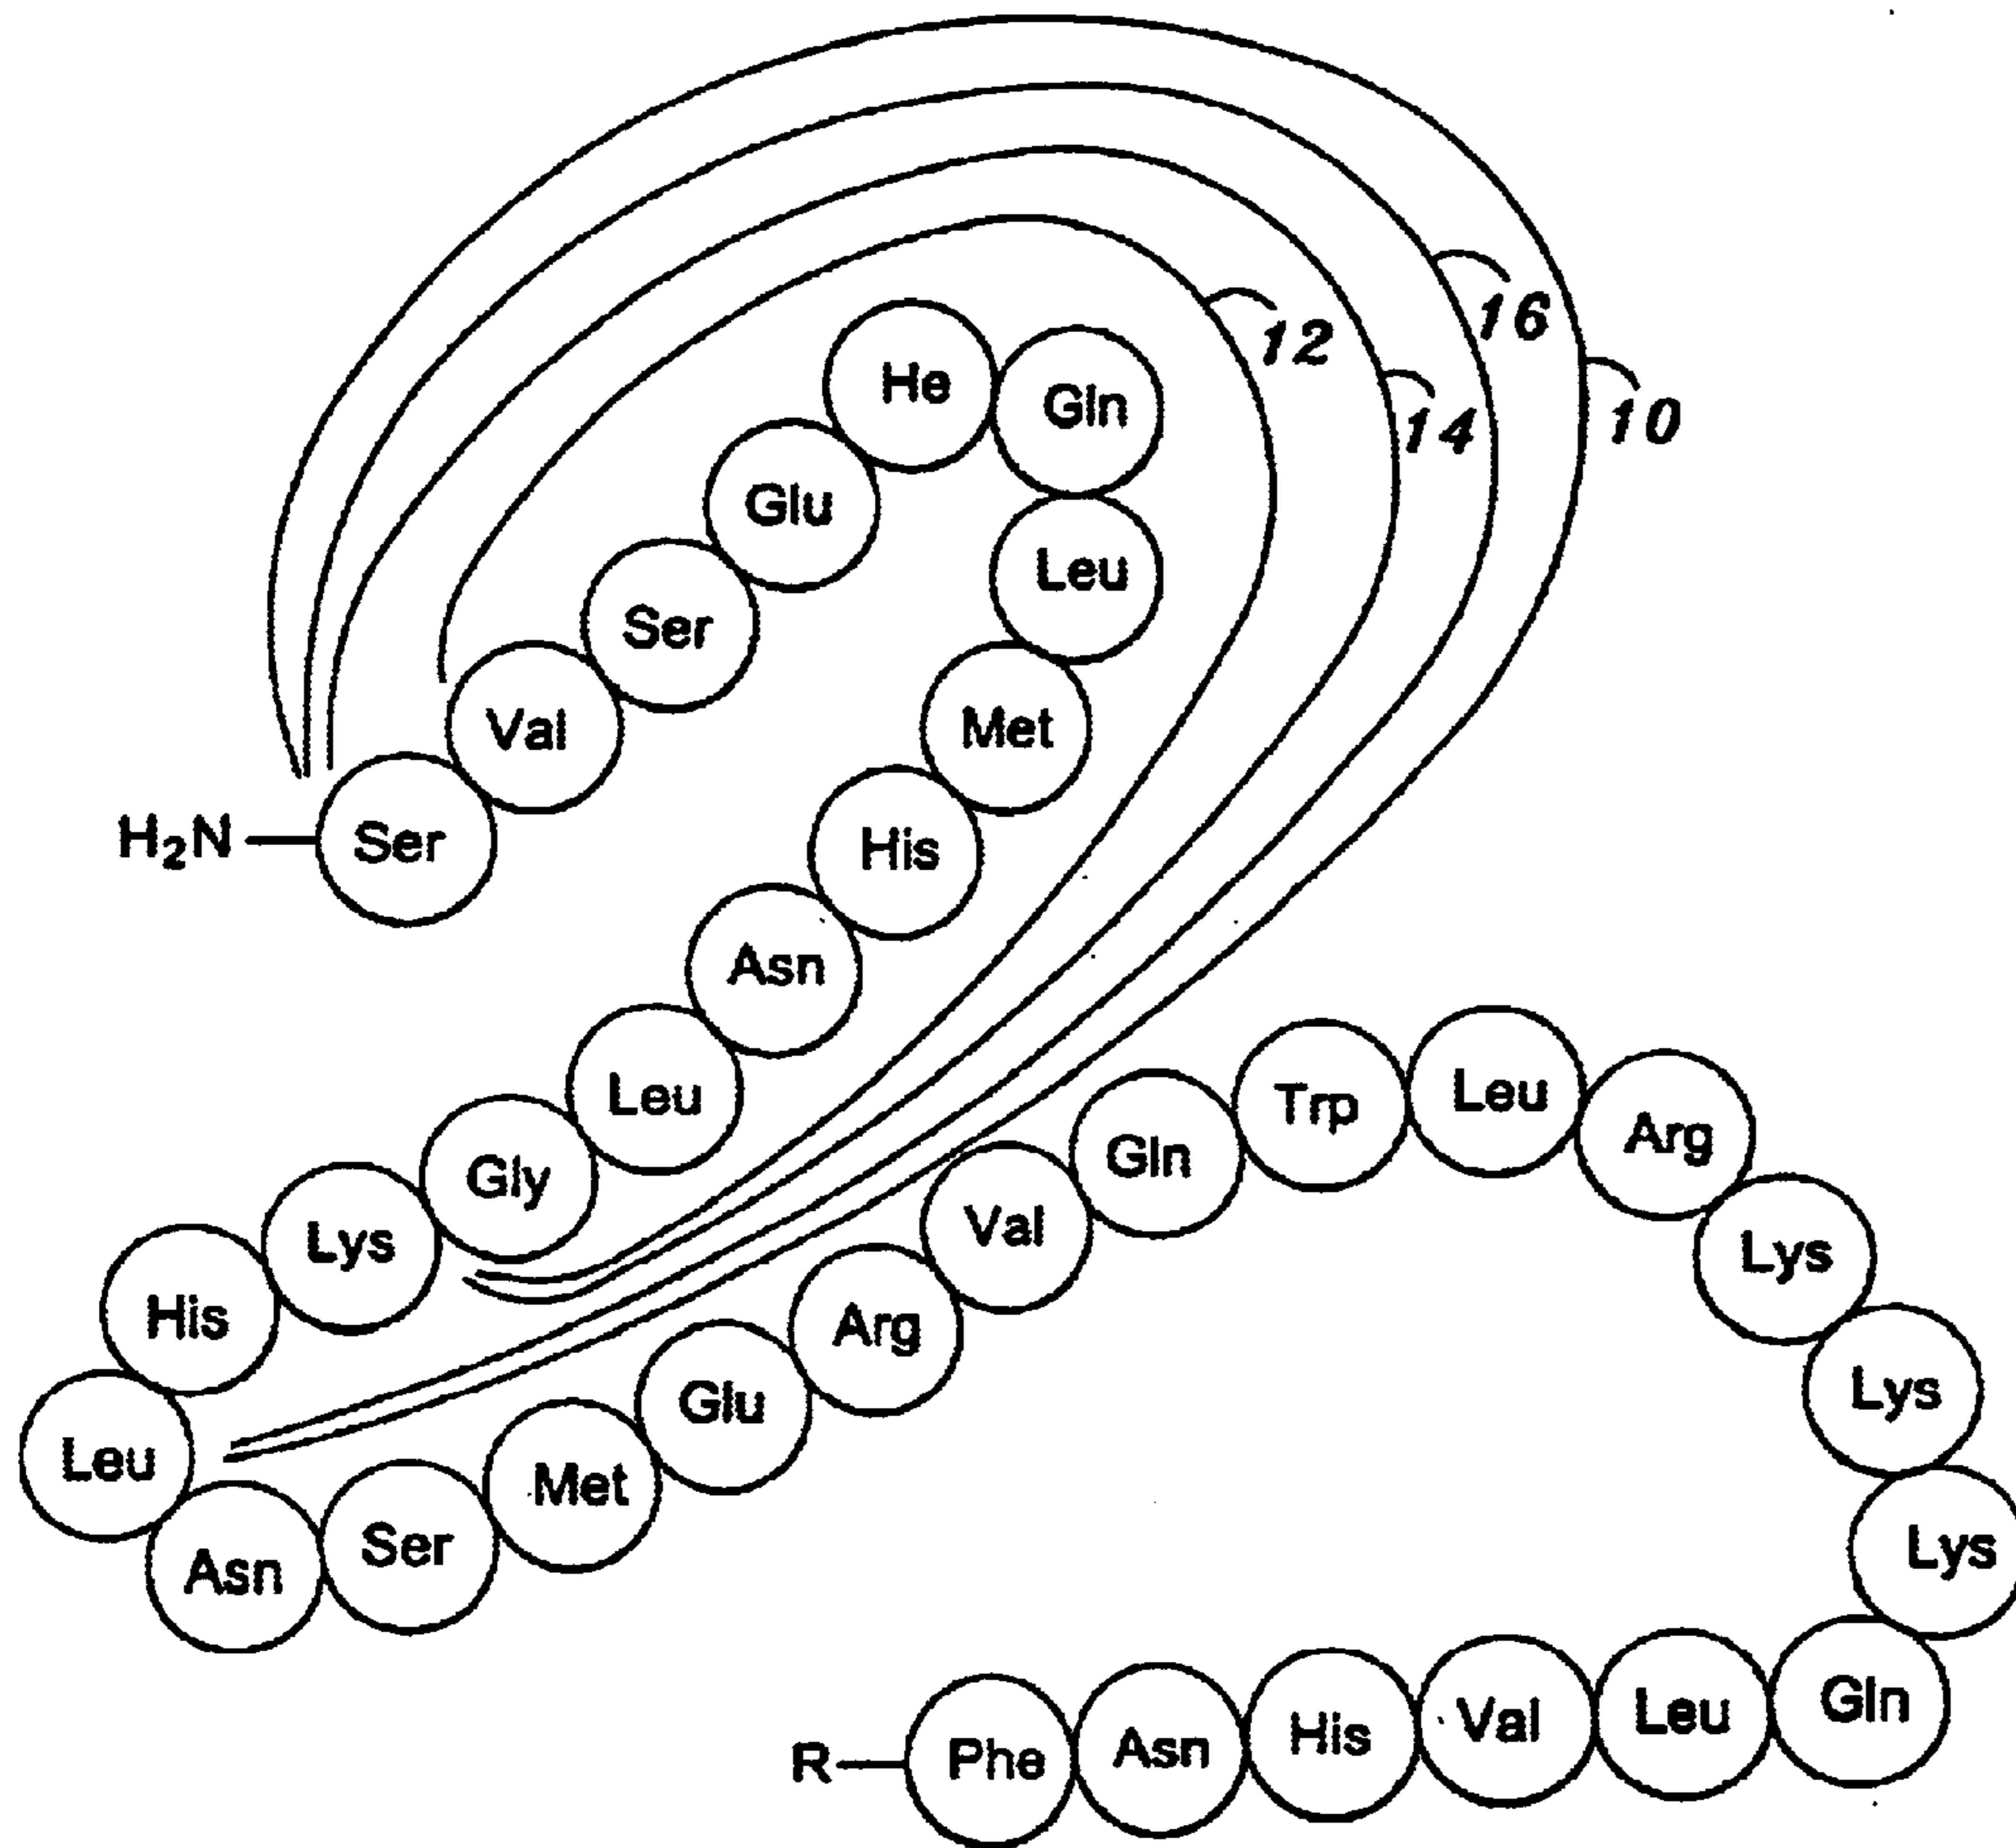 H₂N
Ser
Val
Ser
Glu
He
Gln
Leu
Met
His
Asn
Leu
Gly
Lys
His
Leu
Asn
Ser
Met
Glu
Arg
Val
Gln
Trp
Leu
Arg
Lys
Lys
Lys
Gln
Leu
Val
His
Asn
Phe
R
12
14
16
10